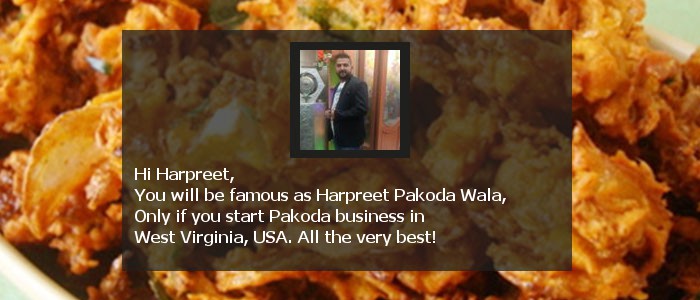 Hi Harpreet,
You will be famous as Harpreet Pakoda Wala,
Only if you start Pakoda business in
West Virginia, USA. All the very best!